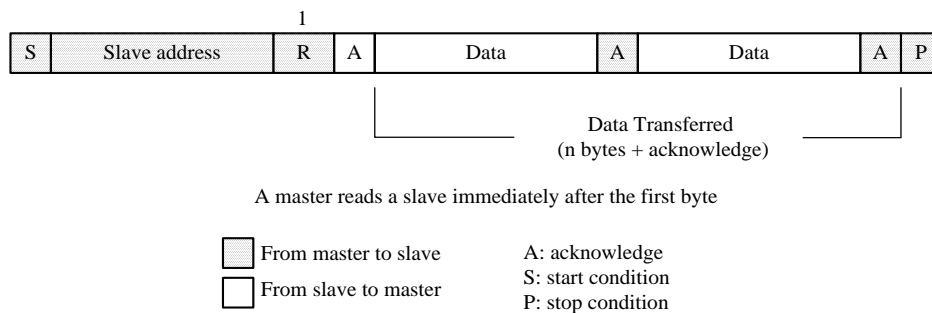 1
S Slave address R A Data A Data A P
Data Transferred
(n bytes + acknowledge)
A master reads a slave immediately after the first byte
From master to slave
From slave to master
A: acknowledge
S: start condition
P: stop condition